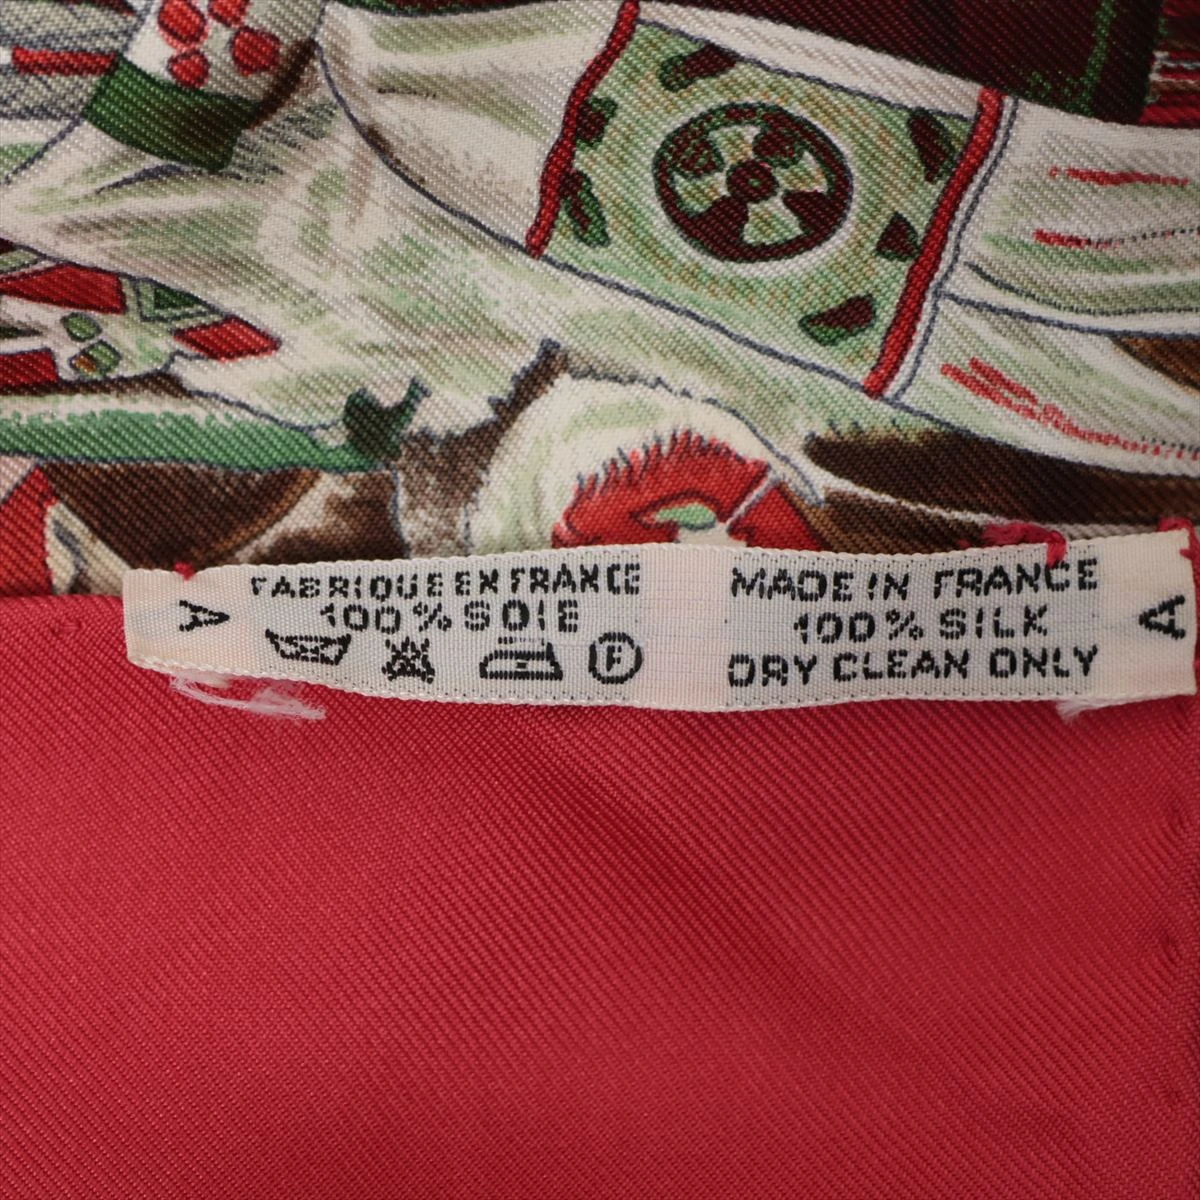 A
FABRIQUE EN FRANCE
100% SOIE
F
MADE IN FRANCE
100% SILK
DRY CLEAN ONLY
A